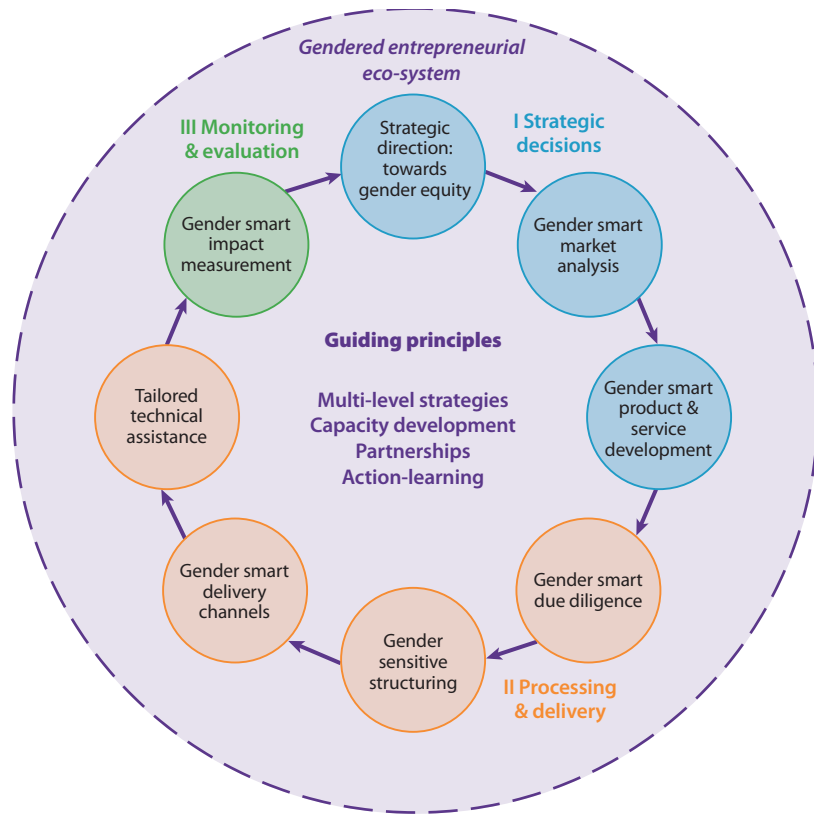 Gendered entrepreneurial
eco-system
III Monitoring
& evaluation
Strategic
direction:
towards
gender equity
I Strategic
decisions
Gender smart
impact
measurement
Gender smart
market
analysis
Guiding principles
Multi-level strategies
Capacity development
Partnerships
Action-learning
Tailored
technical
assistance
Gender smart
product &
service
development
Gender smart
delivery
channels
Gender smart
due diligence
Gender
sensitive
structuring
II Processing
& delivery